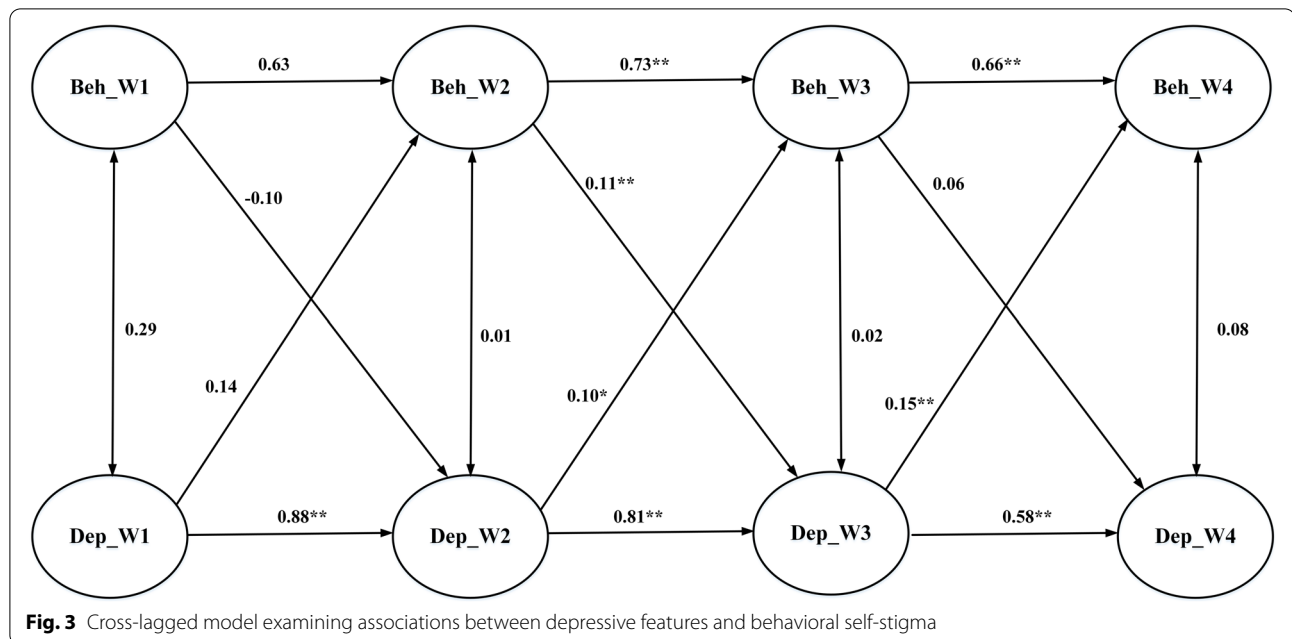 0.63 0.73** 0.66**
Beh_W1 Beh_W2 Beh_W3 Beh_W4
-0.10 0.11** 0.06
0.29 0.01 0.02 0.08
0.14 0.10* 0.15**
0.88** 0.81** 0.58**
Dep_W1 Dep_W2 Dep_W3 Dep_W4
Fig. 3 Cross-lagged model examining associations between depressive features and behavioral self-stigma